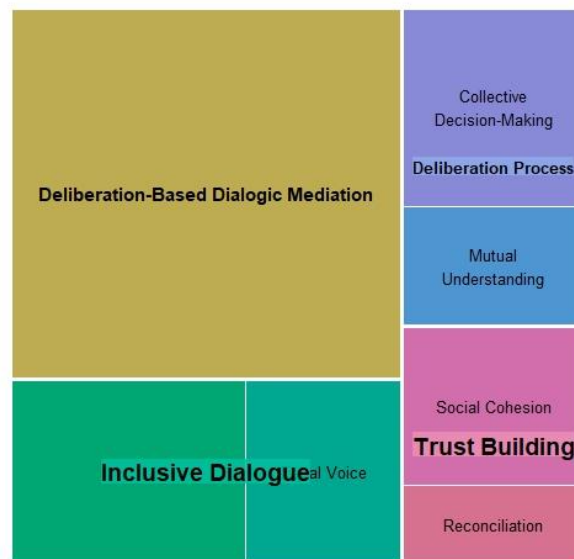 Collective
Decision-Making
Deliberation Process
Deliberation-Based Dialogic Mediation
Mutual
Understanding
Social Cohesion
Trust Building
Inclusive Dialogue
Voice
Reconciliation